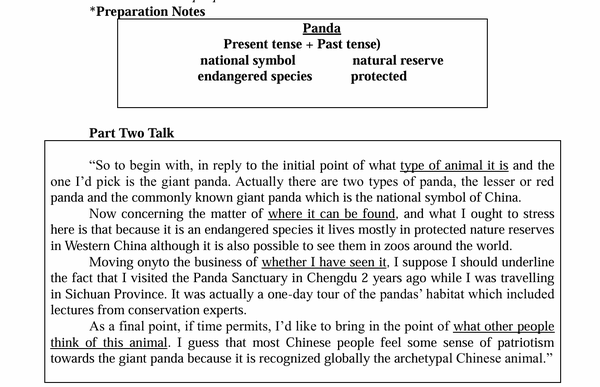 *Preparation Notes
Panda
Present tense + Past tense)
national symbol natural reserve
endangered species protected
Part Two Talk
“So to begin with, in reply to the initial point of what type of animal it is and the
one I’d pick is the giant panda. Actually there are two types of panda, the lesser or red
panda and the commonly known giant panda which is the national symbol of China.
Now concerning the matter of where it can be found, and what I ought to stress
here is that because it is an endangered species it lives mostly in protected nature reserves
in Western China although it is also possible to see them in zoos around the world.
Moving onyto the business of whether I have seen it, I suppose I should underline
the fact that I visited the Panda Sanctuary in Chengdu 2 years ago while I was travelling
in Sichuan Province. It was actually a one-day tour of the pandas’ habitat which included
lectures from conservation experts.
As a final point, if time permits, I’d like to bring in the point of what other people
think of this animal. I guess that most Chinese people feel some sense of patriotism
towards the giant panda because it is recognized globally the archetypal Chinese animal.”